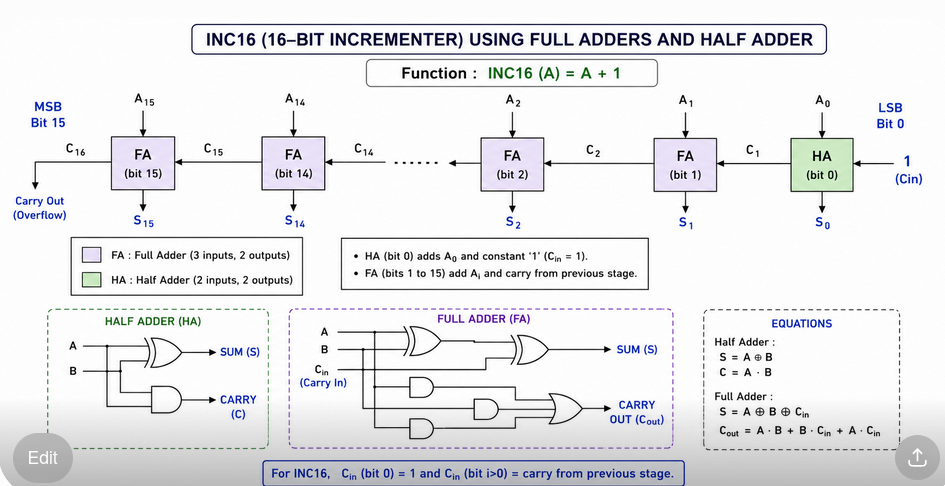 INC16 (16–BIT INCREMENTER) USING FULL ADDERS AND HALF ADDER
Function : INC16 (A) = A + 1
MSB
Bit 15
A₁₅
A₁₄
A₂
A₁
A₀
LSB
Bit 0
C₁₆
FA
(bit 15)
C₁₅
FA
(bit 14)
C₁₄
......
FA
(bit 2)
C₂
FA
(bit 1)
C₁
HA
(bit 0)
1
(Cin)
Carry Out
(Overflow)
S₁₅
S₁₄
S₂
S₁
S₀
FA : Full Adder (3 inputs, 2 outputs)
HA : Half Adder (2 inputs, 2 outputs)
• HA (bit 0) adds A₀ and constant '1' (Cin = 1).
• FA (bits 1 to 15) add Aᵢ and carry from previous stage.
HALF ADDER (HA)
A
B
SUM (S)
CARRY
(C)
FULL ADDER (FA)
A
B
Cin
(Carry In)
SUM (S)
CARRY
OUT (Cout)
EQUATIONS
Half Adder :
S = A ⊕ B
C = A · B
Full Adder :
S = A ⊕ B ⊕ Cin
Cout = A · B + B · Cin + A · Cin
Edit
For INC16, Cin (bit 0) = 1 and Cin (bit i>0) = carry from previous stage.